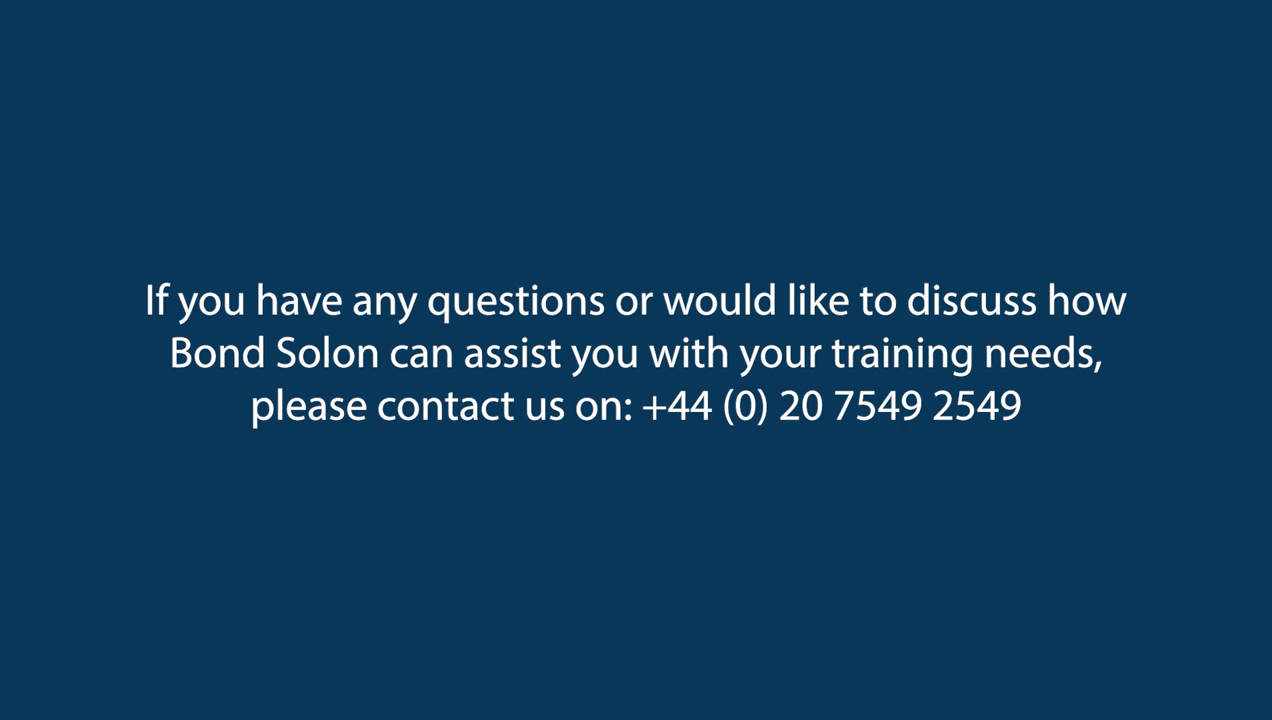 If you have any questions or would like to discuss how
Bond Solon can assist you with your training needs,
please contact us on: +44 (0) 20 7549 2549